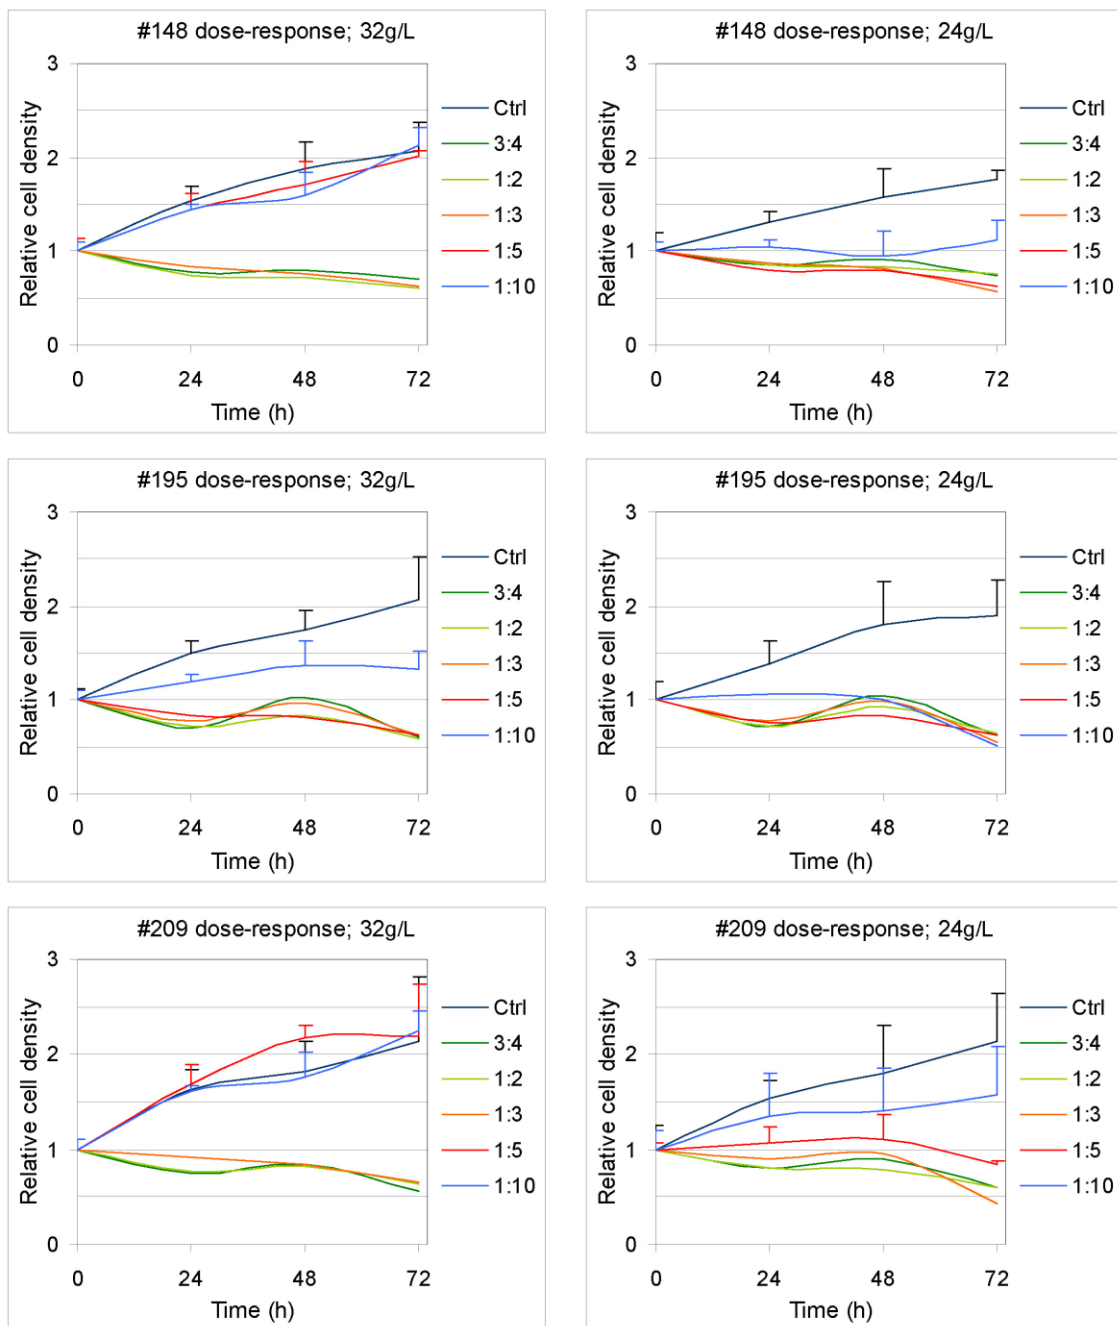 #148 dose-response; 32g/L
Relative cell density
3
2
1
0
0 24 48 72
Time (h)
Ctrl
3:4
1:2
1:3
1:5
1:10
#148 dose-response; 24g/L
Relative cell density
3
2
1
0
0 24 48 72
Time (h)
Ctrl
3:4
1:2
1:3
1:5
1:10
#195 dose-response; 32g/L
Relative cell density
3
2
1
0
0 24 48 72
Time (h)
Ctrl
3:4
1:2
1:3
1:5
1:10
#195 dose-response; 24g/L
Relative cell density
3
2
1
0
0 24 48 72
Time (h)
Ctrl
3:4
1:2
1:3
1:5
1:10
#209 dose-response; 32g/L
Relative cell density
3
2
1
0
0 24 48 72
Time (h)
Ctrl
3:4
1:2
1:3
1:5
1:10
#209 dose-response; 24g/L
Relative cell density
3
2
1
0
0 24 48 72
Time (h)
Ctrl
3:4
1:2
1:3
1:5
1:10